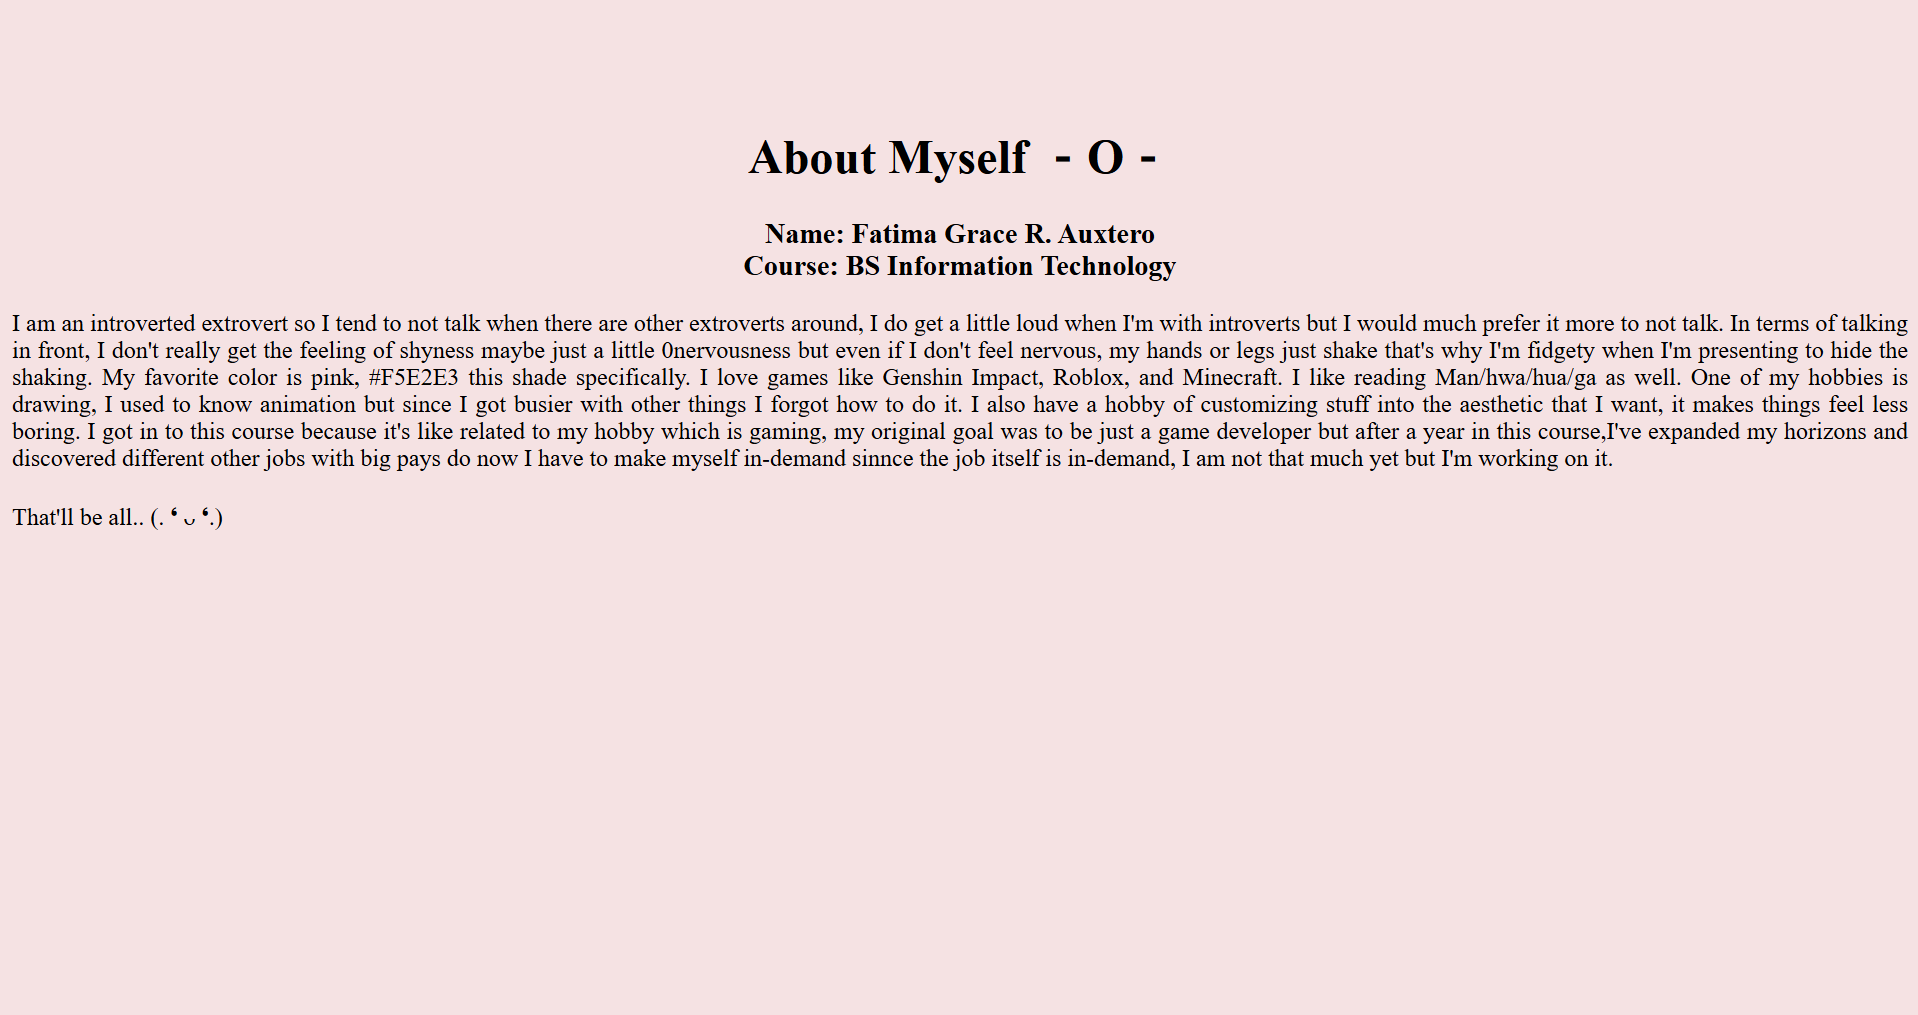 About Myself  - O -
Name: Fatima Grace R. Auxtero
Course: BS Information Technology
I am an introverted extrovert so I tend to not talk when there are other extroverts around, I do get a little loud when I'm with introverts but I would much prefer it more to not talk. In terms of talking
in front, I don't really get the feeling of shyness maybe just a little 0nervousness but even if I don't feel nervous, my hands or legs just shake that's why I'm fidgety when I'm presenting to hide the
shaking. My favorite color is pink, #F5E2E3 this shade specifically. I love games like Genshin Impact, Roblox, and Minecraft. I like reading Man/hwa/hua/ga as well. One of my hobbies is
drawing, I used to know animation but since I got busier with other things I forgot how to do it. I also have a hobby of customizing stuff into the aesthetic that I want, it makes things feel less
boring. I got in to this course because it's like related to my hobby which is gaming, my original goal was to be just a game developer but after a year in this course,I've expanded my horizons and
discovered different other jobs with big pays do now I have to make myself in-demand sinnce the job itself is in-demand, I am not that much yet but I'm working on it.
That'll be all.. (. ❛ ᴗ ❛.)